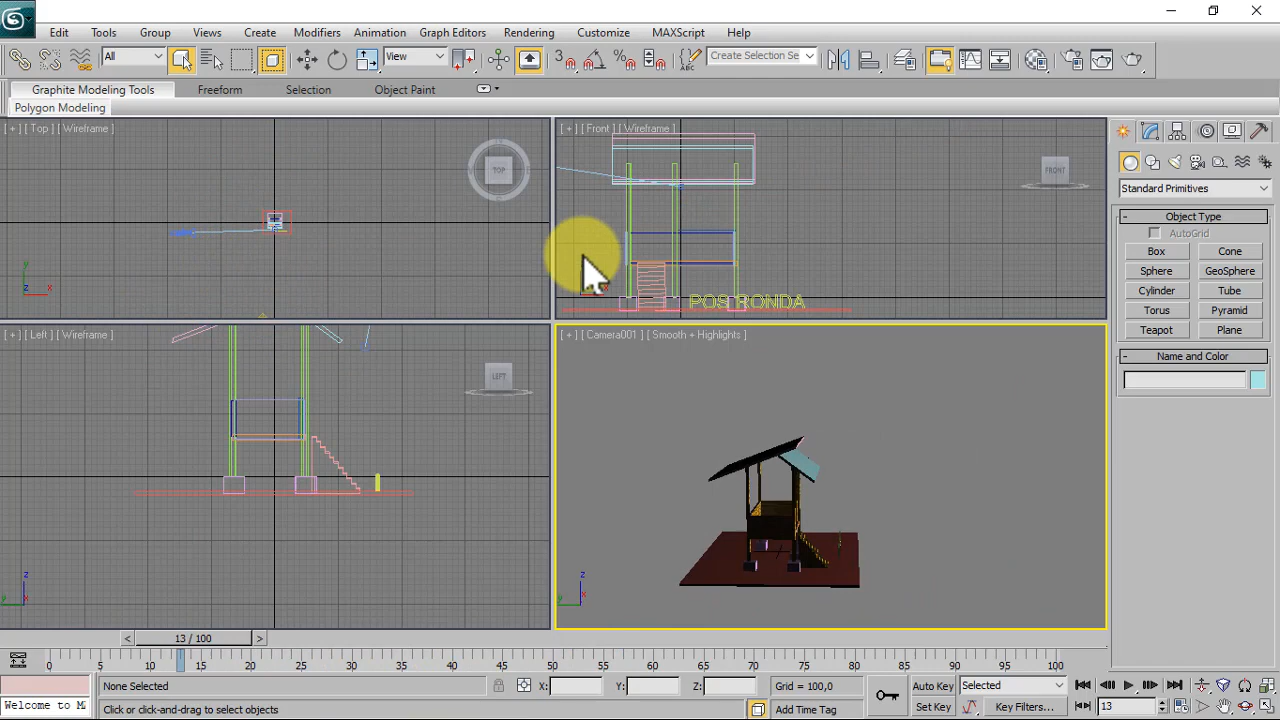 Edit Tools Group Views Create Modifiers Animation Graph Editors Rendering Customize MAXScript Help
All View 3 Create Selection Se
Graphite Modeling Tools Freeform Selection Object Paint
Polygon Modeling
[ + ] [ Top ] [ Wireframe ]
TOP
[ + ] [ Front ] [ Wireframe ]
FRONT
POS RONDA
Standard Primitives
- Object Type
AutoGrid
Box Cone
Sphere GeoSphere
Cylinder Tube
Torus Pyramid
Teapot Plane
- Name and Color
[ + ] [ Left ] [ Wireframe ]
LEFT
[ + ] [ Camera001 ] [ Smooth + Highlights ]
< 13 / 100 >
0 5 10 15 20 25 30 35 40 45 50 55 60 65 70 75 80 85 90 95 100
None Selected X: Y: Z: Grid = 100,0 Auto Key Selected
Welcome to M Click or click-and-drag to select objects Add Time Tag Set Key Key Filters... 13